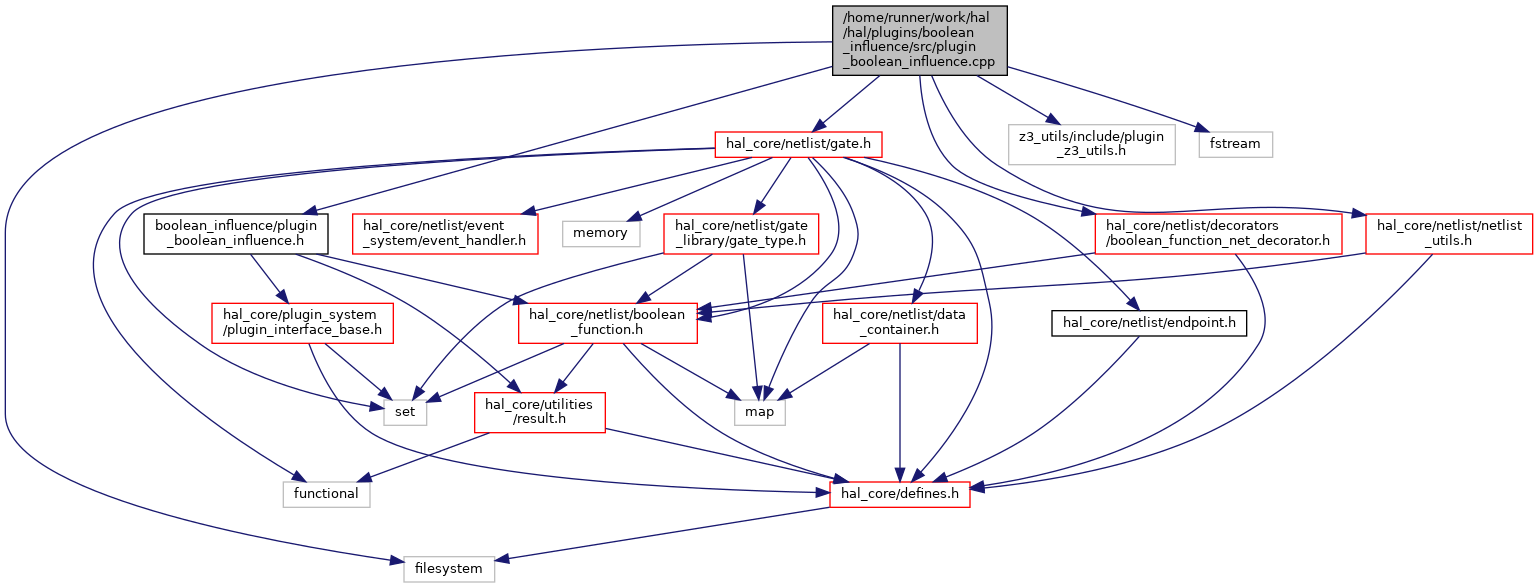 /home/runner/work/hal
/hal/plugins/boolean
_influence/src/plugin
_boolean_influence.cpp
hal_core/netlist/gate.h
z3_utils/include/plugin
_z3_utils.h
fstream
boolean_influence/plugin
_boolean_influence.h
hal_core/netlist/event
_system/event_handler.h
memory
hal_core/netlist/gate
_library/gate_type.h
hal_core/netlist/decorators
/boolean_function_net_decorator.h
hal_core/netlist/netlist
_utils.h
hal_core/plugin_system
/plugin_interface_base.h
hal_core/netlist/boolean
_function.h
hal_core/netlist/data
_container.h
hal_core/netlist/endpoint.h
set
hal_core/utilities
/result.h
map
functional
hal_core/defines.h
filesystem